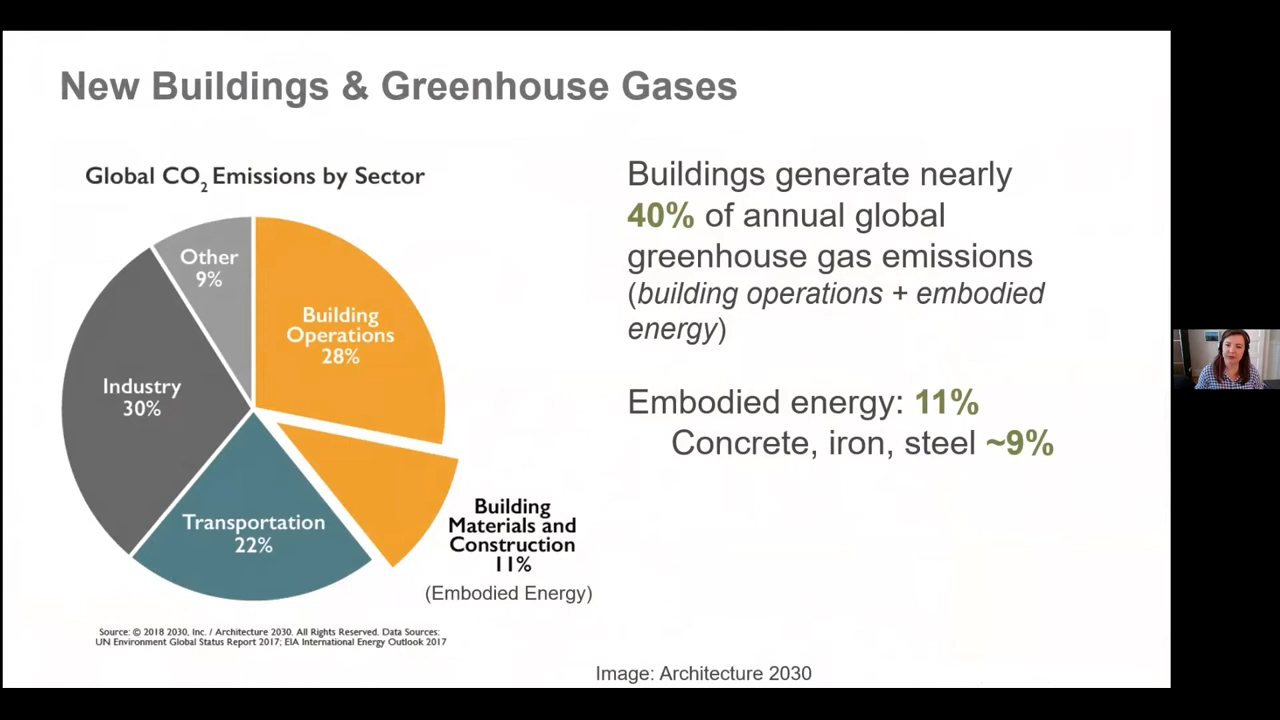 New Buildings & Greenhouse Gases
Global CO2 Emissions by Sector
Other
9%
Building
Operations
28%
Industry
30%
Transportation
22%
Building
Materials and
Construction
11%
(Embodied Energy)
Source: © 2018 2030, Inc. / Architecture 2030. All Rights Reserved. Data Sources:
UN Environment Global Status Report 2017; EIA International Energy Outlook 2017
Buildings generate nearly
40% of annual global
greenhouse gas emissions
(building operations + embodied
energy)
Embodied energy: 11%
Concrete, iron, steel ~9%
Image: Architecture 2030